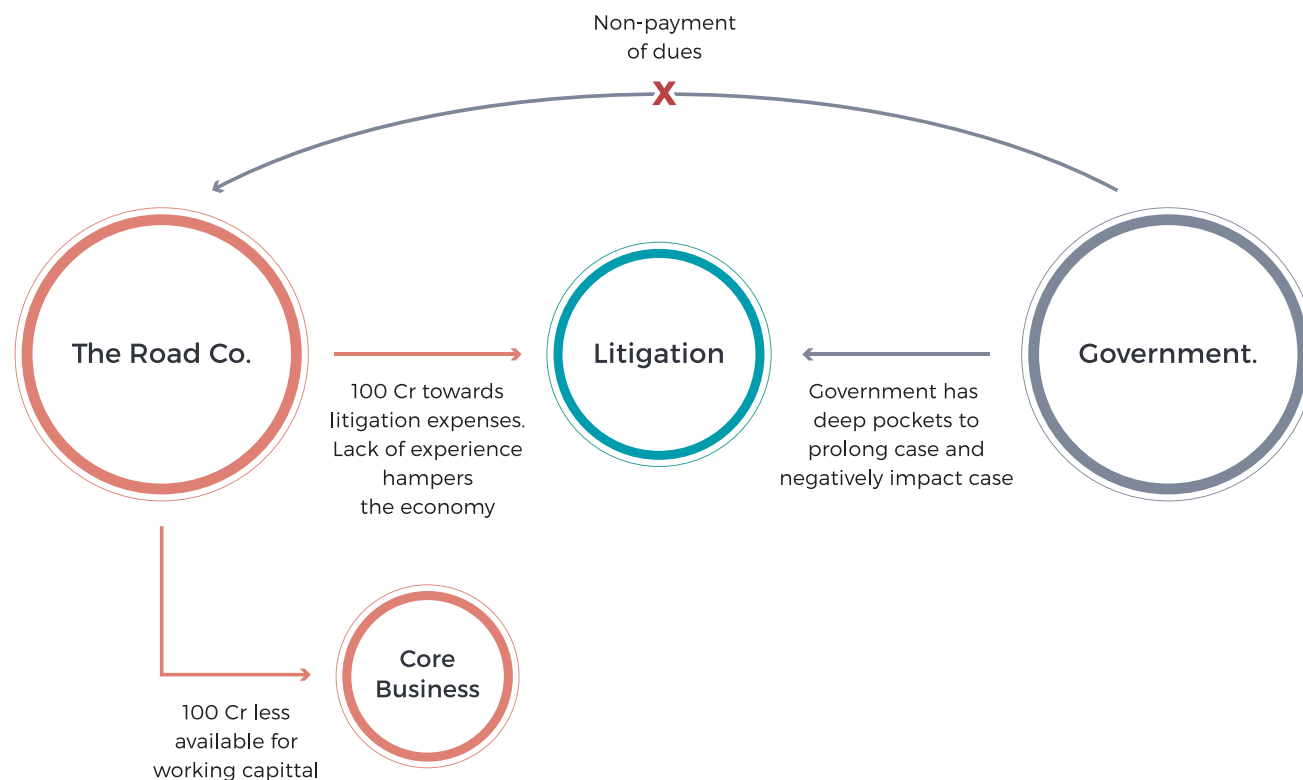 Non-payment
of dues
X
The Road Co.
Litigation
Government.
100 Cr towards
litigation expenses.
Lack of experience
hampers
the economy
Government has
deep pockets to
prolong case and
negatively impact case
Core
Business
100 Cr less
available for
working capittal